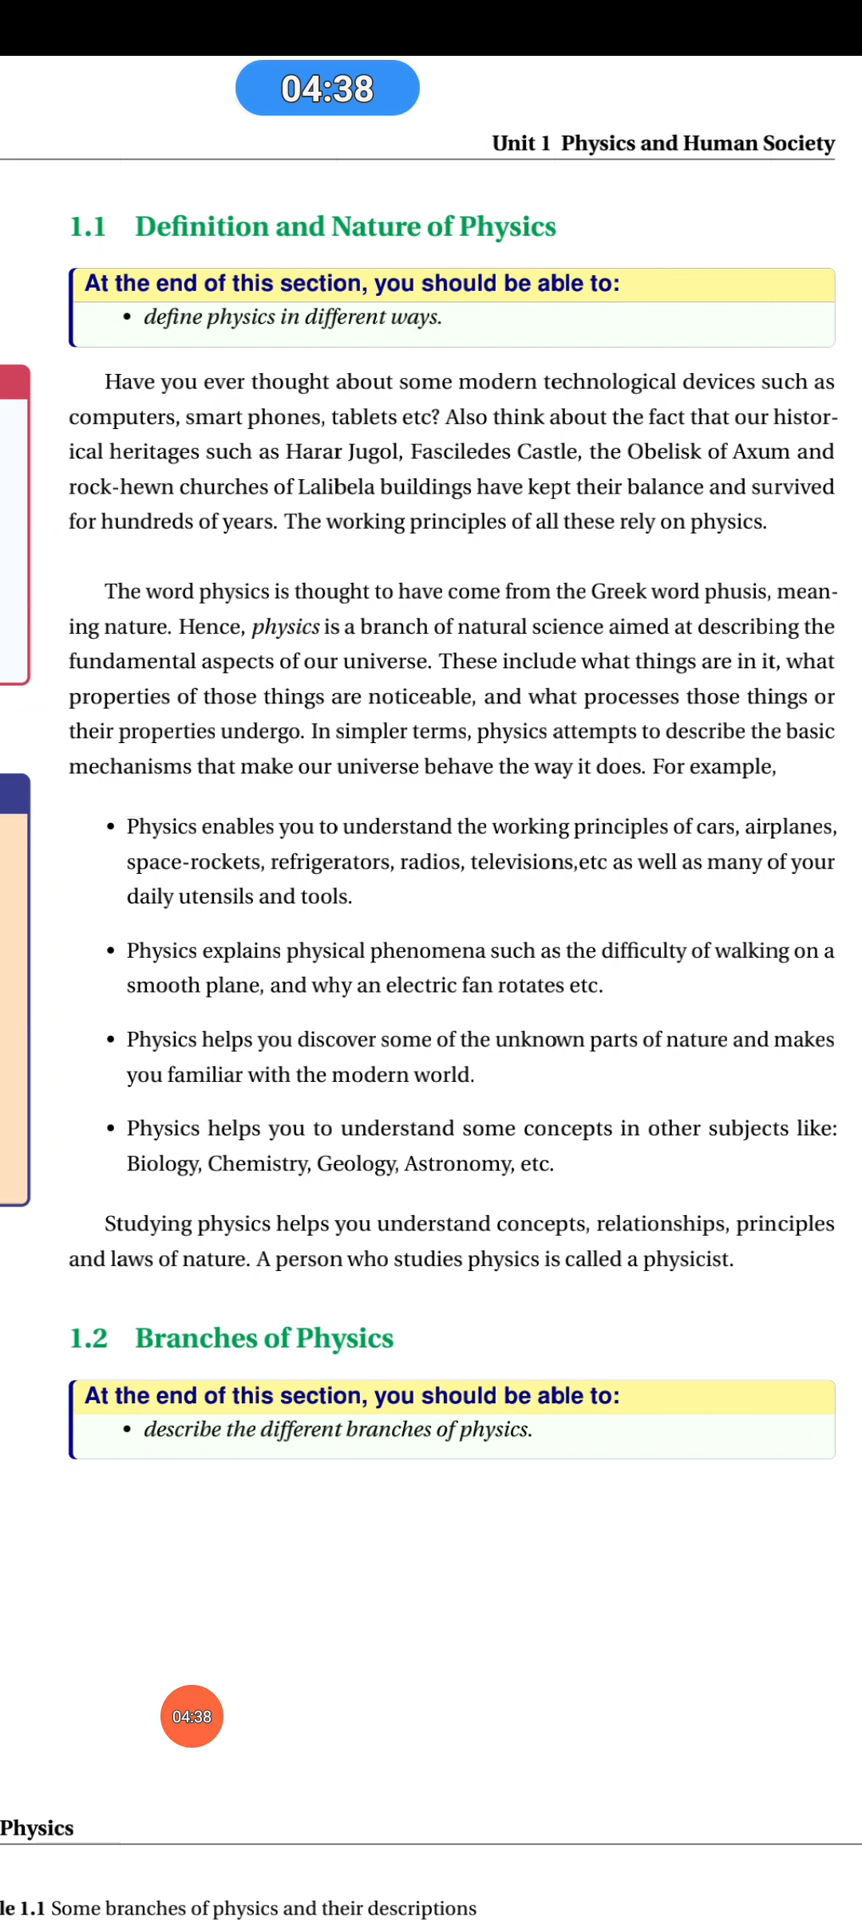 04:38
Unit 1 Physics and Human Society
1.1 Definition and Nature of Physics
At the end of this section, you should be able to:
• define physics in different ways.
Have you ever thought about some modern technological devices such as
computers, smart phones, tablets etc? Also think about the fact that our histor-
ical heritages such as Harar Jugol, Fasciledes Castle, the Obelisk of Axum and
rock-hewn churches of Lalibela buildings have kept their balance and survived
for hundreds of years. The working principles of all these rely on physics.
The word physics is thought to have come from the Greek word phusis, mean-
ing nature. Hence, physics is a branch of natural science aimed at describing the
fundamental aspects of our universe. These include what things are in it, what
properties of those things are noticeable, and what processes those things or
their properties undergo. In simpler terms, physics attempts to describe the basic
mechanisms that make our universe behave the way it does. For example,
• Physics enables you to understand the working principles of cars, airplanes,
space-rockets, refrigerators, radios, televisions,etc as well as many of your
daily utensils and tools.
• Physics explains physical phenomena such as the difficulty of walking on a
smooth plane, and why an electric fan rotates etc.
• Physics helps you discover some of the unknown parts of nature and makes
you familiar with the modern world.
• Physics helps you to understand some concepts in other subjects like:
Biology, Chemistry, Geology, Astronomy, etc.
Studying physics helps you understand concepts, relationships, principles
and laws of nature. A person who studies physics is called a physicist.
1.2 Branches of Physics
At the end of this section, you should be able to:
• describe the different branches of physics.
04:38
Physics
le 1.1 Some branches of physics and their descriptions